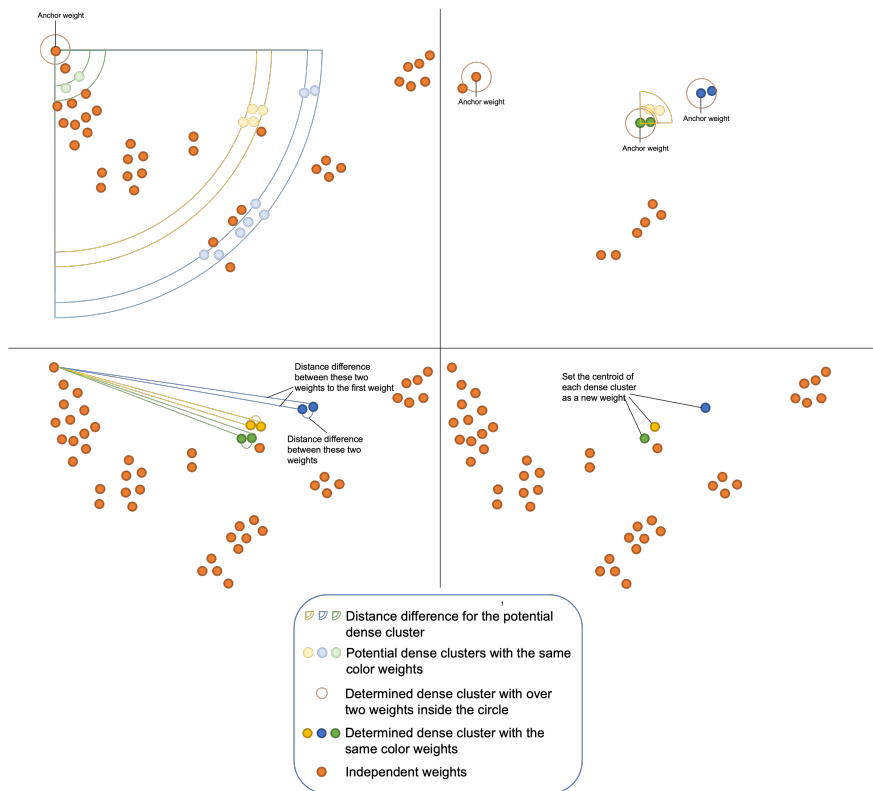 Anchor weight
Anchor weight
Anchor weight
Anchor weight
Distance difference
between these two
weights to the first weight
Distance difference
between these two
weights
Set the centroid of
each dense cluster
as a new weight
1
Distance difference for the potential
dense cluster
Potential dense clusters with the same
color weights
Determined dense cluster with over
two weights inside the circle
Determined dense cluster with the
same color weights
Independent weights